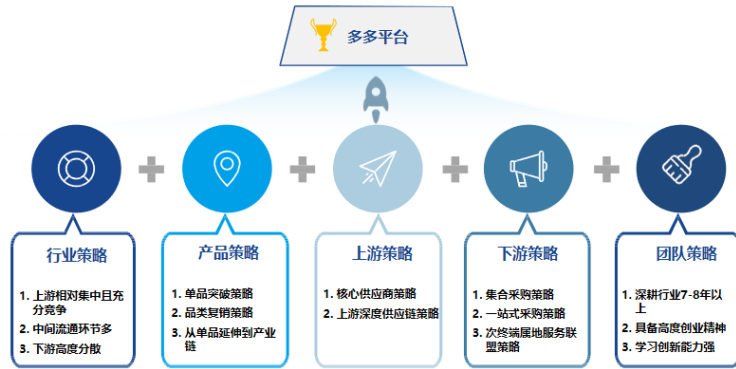 多多平台
行业策略
1. 上游相对集中且充
分竞争
2. 中间流通环节多
3. 下游高度分散
产品策略
1. 单品突破策略
2. 品类复销策略
3. 从单品延伸到产业
链
上游策略
1. 核心供应商策略
2. 上游深度供应链策略
下游策略
1. 集合采购策略
2. 一站式采购策略
3. 次终端属地服务联
盟策略
团队策略
1. 深耕行业7-8年以
上
2. 具备高度创业精神
3. 学习创新能力强